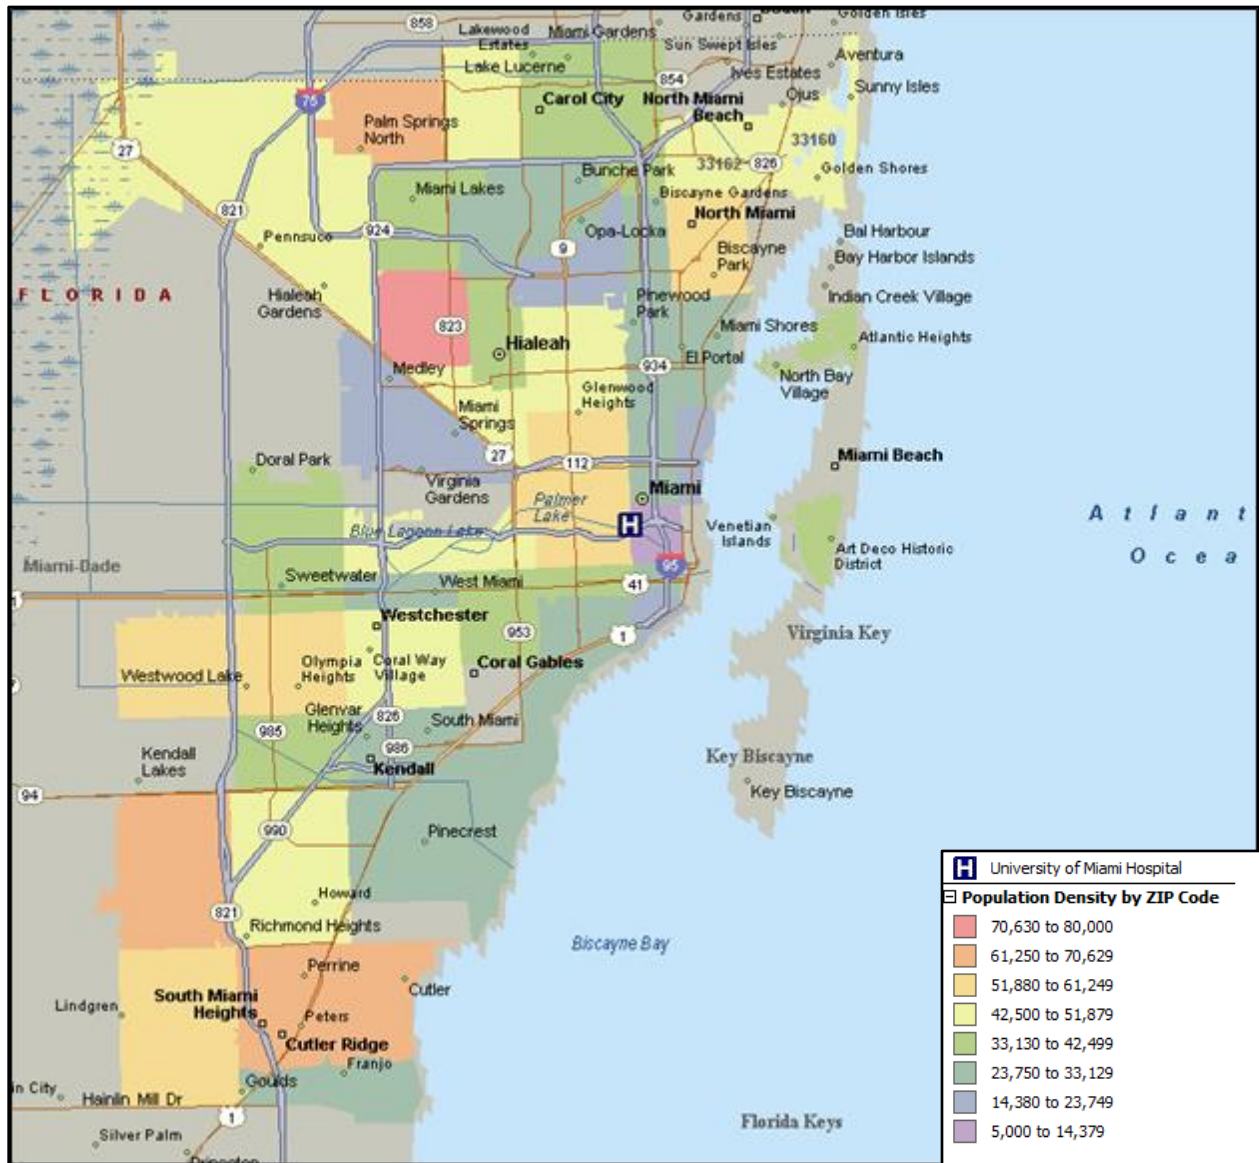 858
Lakewood
Estates
Miami Gardens
Gardens
Golden Isles
Sun Swept Isles
Aventura
Lake Lucerne
854
Ives Estates
Sunny Isles
75
Carol City
North Miami
Beach
Ojus
Palm Springs
North
33160
27
33162
826
Golden Shores
Bunche Park
Miami Lakes
Biscayne Gardens
821
North Miami
924
Opa-Locka
Bal Harbour
Pennsuco
9
Biscayne
Park
Bay Harbor Islands
FLORIDA
Hialeah
Gardens
Pinewood
Park
Indian Creek Village
823
Miami Shores
Hialeah
Atlantic Heights
El Portal
Medley
934
North Bay
Village
Glenwood
Heights
Miami
Springs
27
112
Miami Beach
Doral Park
Virginia
Gardens
Miami
Palmer
Lake
H
Blue Lagoon Lake
Venetian
Islands
Atlant
Ocea
Art Deco Historic
District
Miami-Dade
95
Sweetwater
West Miami
41
Westchester
953
1
Virginia Key
Olympia
Heights
Coral Way
Village
Coral Gables
Westwood Lake
Glenvar
Heights
826
South Miami
985
986
Kendall
Lakes
Kendall
Key Biscayne
Key Biscayne
94
990
Pinecrest
Howard
821
Richmond Heights
Biscayne Bay
Perrine
Cutler
Lindgren
South Miami
Heights
Peters
Cutler Ridge
Franjo
in City
Goulds
Hainlin Mill Dr
1
Florida Keys
Silver Palm
Princeton
H University of Miami Hospital
Population Density by ZIP Code
70,630 to 80,000
61,250 to 70,629
51,880 to 61,249
42,500 to 51,879
33,130 to 42,499
23,750 to 33,129
14,380 to 23,749
5,000 to 14,379